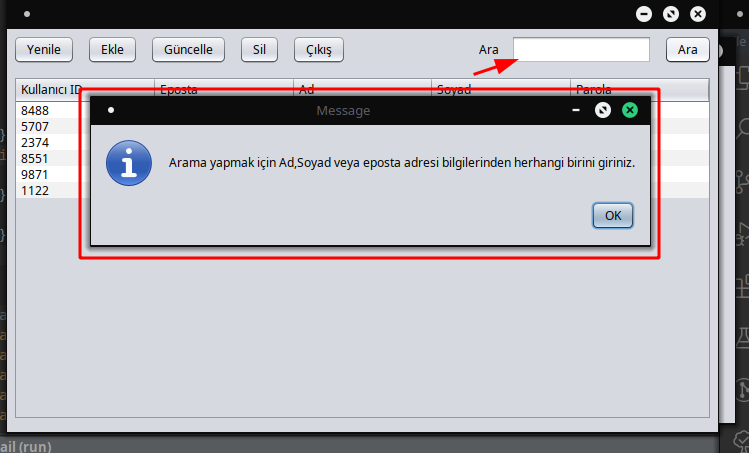 Yenile Ekle Güncelle Sil Çıkış Ara Ara
Kullanıcı ID Eposta Ad Soyad Parola
Message
8488
5707
2374
8551
9871
1122
Arama yapmak için Ad,Soyad veya eposta adresi bilgilerinden herhangi birini giriniz.
OK
ail (run)